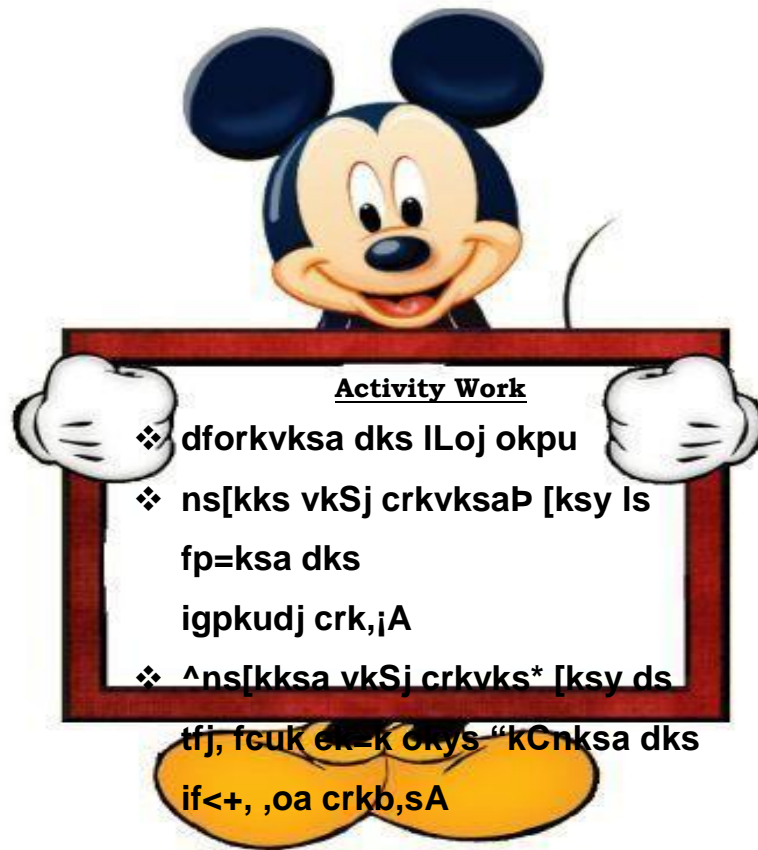 Activity Work
❖ dforkvksa dks lLoj okpu
❖ ns[kks vkSj crkvksaÞ [ksy ls
fp=ksa dks
igpkudj crk,¡A
❖ ^ns[kksa vkSj crkvks* [ksy ds
tfj, fcuk ek=k okys “kCnksa dks
if<+, ,oa crkb,sA